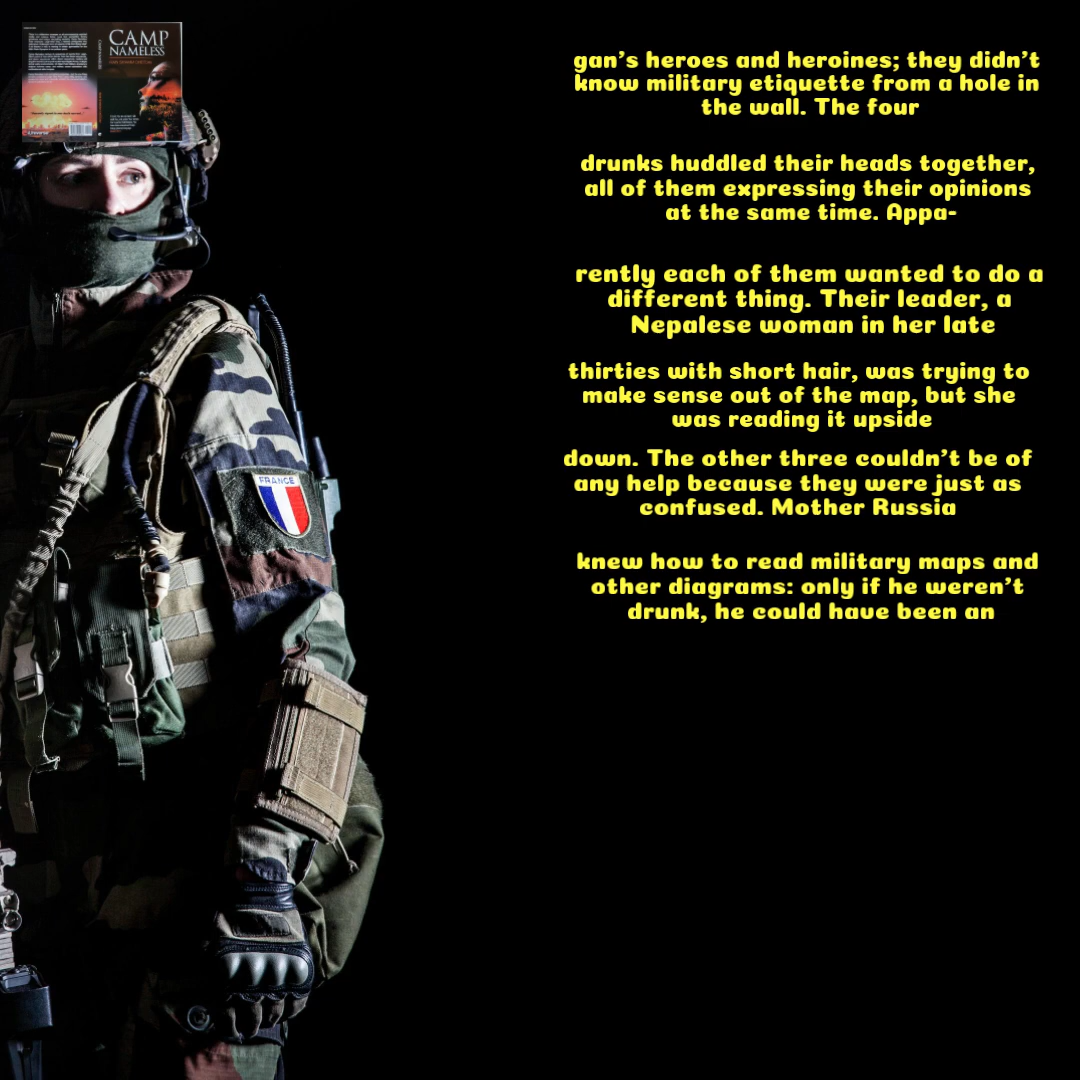 CAMP
NAMELESS
iUniverse
gan's heroes and heroines; they didn't
know military etiquette from a hole in
the wall. The four
drunks huddled their heads together,
all of them expressing their opinions
at the same time. Appa-
rently each of them wanted to do a
different thing. Their leader, a
Nepalese woman in her late
thirties with short hair, was trying to
make sense out of the map, but she
was reading it upside
down. The other three couldn't be of
any help because they were just as
confused. Mother Russia
knew how to read military maps and
other diagrams: only if he weren't
drunk, he could have been an
FRANCE